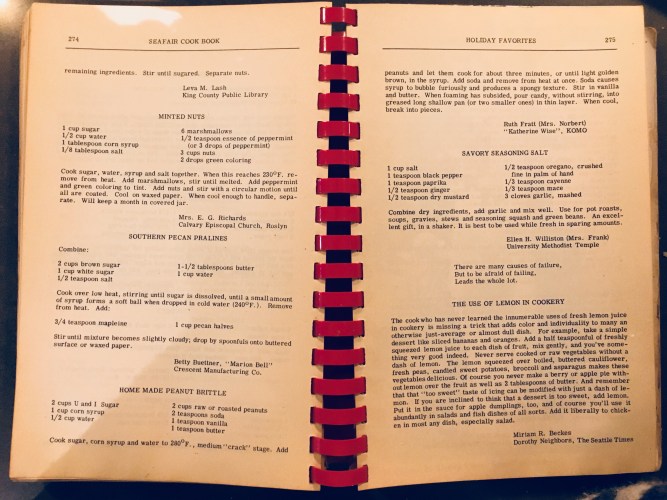 274 SEAFAIR COOK BOOK
remaining ingredients. Stir until sugared. Separate nuts.
Leva M. Lash
King County Public Library
MINTED NUTS
1 cup sugar
1/2 cup water
1 tablespoon corn syrup
1/8 tablespoon salt
6 marshmallows
1/2 teaspoon essence of peppermint
(or 3 drops of peppermint)
3 cups nuts
2 drops green coloring
Cook sugar, water, syrup and salt together. When this reaches 230°F. re-
move from heat. Add marshmallows, stir until melted. Add peppermint
and green coloring to tint. Add nuts and stir with a circular motion until
all are coated. Cool on waxed paper. When cool enough to handle, sepa-
rate. Will keep a month in covered jar.
Mrs. E. G. Richards
Calvary Episcopal Church, Roslyn
SOUTHERN PECAN PRALINES
Combine:
2 cups brown sugar
1 cup white sugar
1/2 teaspoon salt
1-1/2 tablespoons butter
1 cup water
Cook over low heat, stirring until sugar is dissolved, until a small amount
of syrup forms a soft ball when dropped in cold water (240°F.). Remove
from heat. Add:
3/4 teaspoon mapleine
1 cup pecan halves
Stir until mixture becomes slightly cloudy; drop by spoonfuls onto buttered
surface or waxed paper.
Betty Buettner, "Marion Bell"
Crescent Manufacturing Co.
HOME MADE PEANUT BRITTLE
2 cups U and I Sugar
1 cup corn syrup
1/2 cup water
2 cups raw or roasted peanuts
2 teaspoons soda
1 teaspoon vanilla
1 teaspoon butter
Cook sugar, corn syrup and water to 280°F., medium "crack" stage. Add
HOLIDAY FAVORITES 275
peanuts and let them cook for about three minutes, or until light golden
brown, in the syrup. Add soda and remove from heat at once. Soda causes
syrup to bubble furiously and produces a spongy texture. Stir in vanilla
and butter. When foaming has subsided, pour candy, without stirring, into
greased long shallow pan (or two smaller ones) in thin layer. When cool,
break into pieces.
Ruth Fratt (Mrs. Norbert)
"Katherine Wise", KOMO
SAVORY SEASONING SALT
1 cup salt
1 teaspoon black pepper
1 teaspoon paprika
1/2 teaspoon ginger
1/2 teaspoon dry mustard
1/2 teaspoon oregano, crushed
fine in palm of hand
1/3 teaspoon cayenne
1/3 teaspoon mace
3 cloves garlic, mashed
Combine dry ingredients, add garlic and mix well. Use for pot roasts,
soups, gravies, stews and seasoning squash and green beans. An excel-
lent gift, in a shaker. It is best to be used while fresh in sparing amounts.
Ellen H. Williston (Mrs. Frank)
University Methodist Temple
There are many causes of failure,
But to be afraid of failing,
Leads the whole lot.
THE USE OF LEMON IN COOKERY
The cook who has never learned the innumerable uses of fresh lemon juice
in cookery is missing a trick that adds color and individuality to many an
otherwise just-average or almost dull dish. For example, take a simple
dessert like sliced bananas and oranges. Add a half teaspoonful of freshly
squeezed lemon juice to each dish of fruit, mix gently, and you've some-
thing very good indeed. Never serve cooked or raw vegetables without a
dash of lemon. The lemon squeezed over boiled, buttered cauliflower,
fresh peas, candied sweet potatoes, broccoli and asparagus makes these
vegetables delicious. Of course you never make a berry or apple pie with-
out lemon over the fruit as well as 2 tablespoons of butter. And remember
that that "too sweet" taste of icing can be modified with just a dash of le-
mon. If you are inclined to think that a dessert is too sweet, add lemon.
Put it in the sauce for apple dumplings, too, and of course you'll use it
abundantly in salads and fish dishes of all sorts. Add it liberally to chick-
en in most any dish, especially salad.
Miriam R. Beckes
Dorothy Neighbors, The Seattle Times